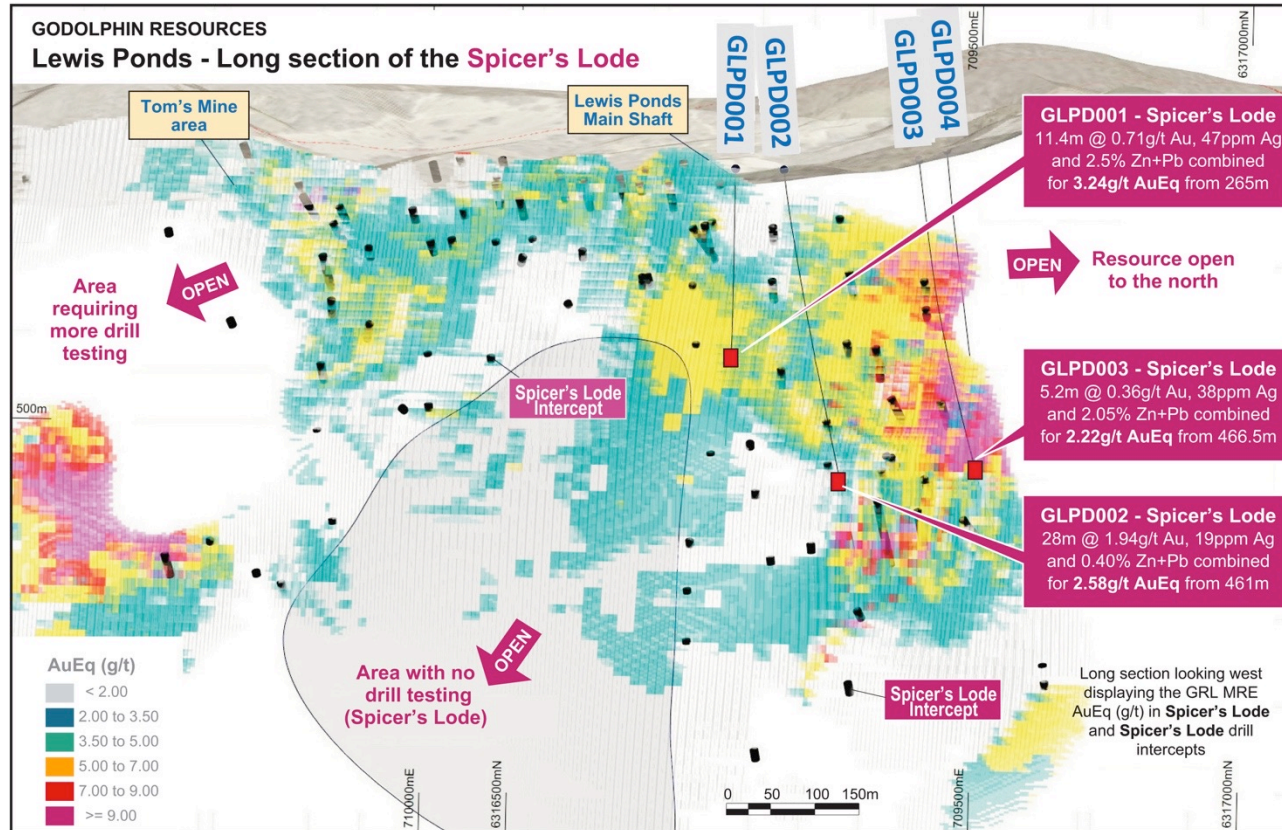 GODOLPHIN RESOURCES
Lewis Ponds - Long section of the Spicer's Lode
Tom's Mine
area
Lewis Ponds
Main Shaft
GLPD001
GLPD002
GLPD003
GLPD004
709500mE
6317000mN
GLPD001 - Spicer's Lode
11.4m @ 0.71g/t Au, 47ppm Ag
and 2.5% Zn+Pb combined
for 3.24g/t AuEq from 265m
OPEN
Area
requiring
more drill
testing
OPEN
Resource open
to the north
Spicer's Lode
Intercept
500m
GLPD003 - Spicer's Lode
5.2m @ 0.36g/t Au, 38ppm Ag
and 2.05% Zn+Pb combined
for 2.22g/t AuEq from 466.5m
GLPD002 - Spicer's Lode
28m @ 1.94g/t Au, 19ppm Ag
and 0.40% Zn+Pb combined
for 2.58g/t AuEq from 461m
OPEN
Area with no
drill testing
(Spicer's Lode)
Spicer's Lode
Intercept
Long section looking west
displaying the GRL MRE
AuEq (g/t) in Spicer's Lode
and Spicer's Lode drill
intercepts
AuEq (g/t)
< 2.00
2.00 to 3.50
3.50 to 5.00
5.00 to 7.00
7.00 to 9.00
>= 9.00
710000mE
6316500mN
0 50 100 150m
709500mE
6317000mN